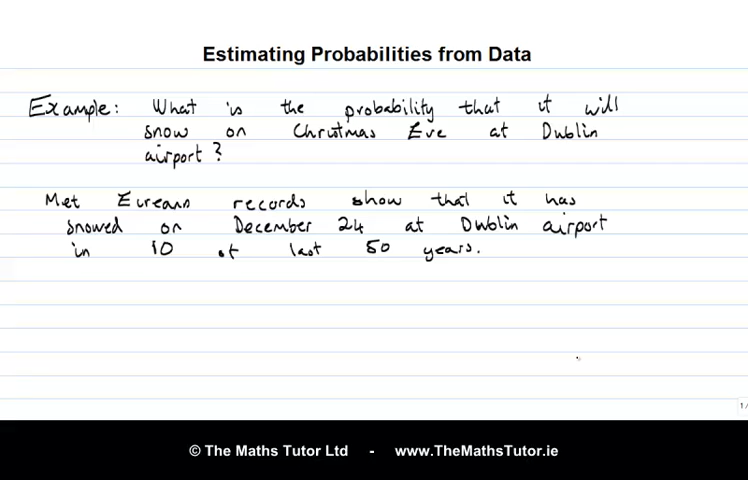 Estimating Probabilities from Data
Example: What is the probability that it will
snow on Christmas Eve at Dublin
airport?
Met Eireann records show that it has
snowed on December 24 at Dublin airport
in 10 of last 50 years.
1/
© The Maths Tutor Ltd - www.TheMathsTutor.ie